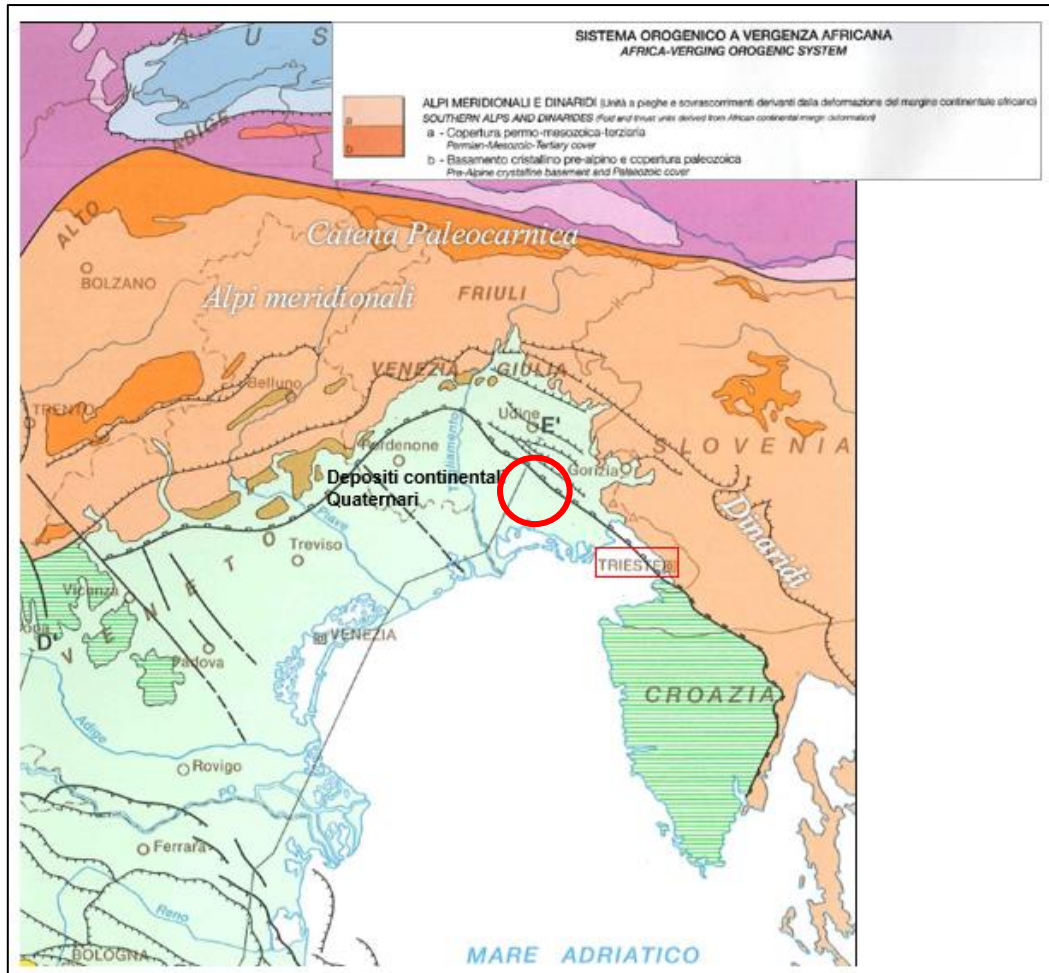 SISTEMA OROGENICO A VERGENZA AFRICANA
AFRICA-VERGING OROGENIC SYSTEM
ALPI MERIDIONALI E DINARIDI (Unità a pieghe e sovrascorrimenti derivanti dalla deformazione del margine continentale africano)
SOUTHERN ALPS AND DINARIDES (Fold and thrust units derived from African continental margin deformation)
a - Copertura permo-mesozoica-terziaria
Permian-Mesozoic-Tertiary cover
b - Basamento cristallino pre-alpino e copertura paleozoica
Pre-Alpine crystalline basement and Palaeozoic cover
a
b
A U S
ADIGE
ALTO
Catena Paleocarnica
BOLZANO
Alpi meridionali
FRIULI
VENEZIA GIULIA
Belluno
TRENTO
Udine
E'
SLOVENIA
Pordenone
Tagliamento
Gorizia
Depositi continentali
Quaternari
Piave
Dinaridi
Treviso
TRIESTE
Vicenza
VENETO
D'
VENEZIA
Padova
CROAZIA
Adige
Rovigo
PO
Ferrara
Reno
BOLOGNA
MARE ADRIATICO